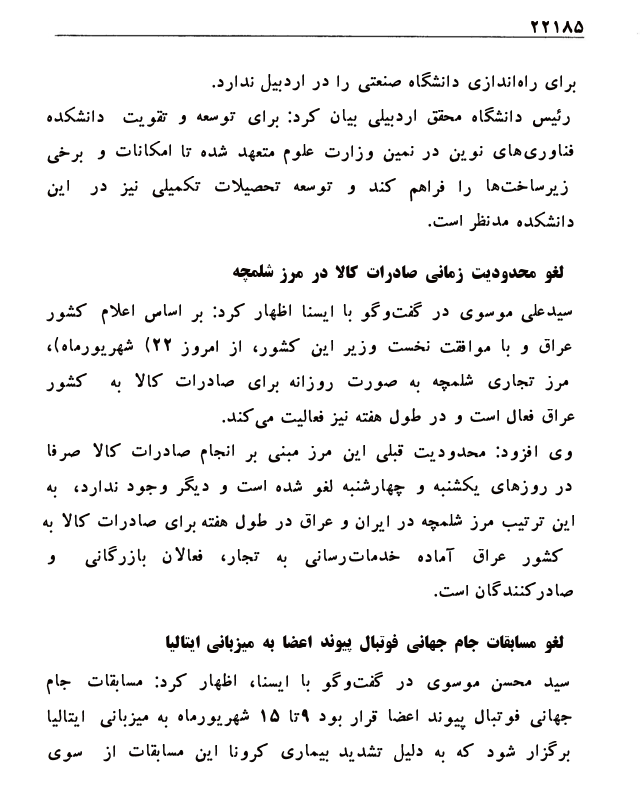 ۲۲۱۸۵
برای راه‌اندازی دانشگاه صنعتی را در اردبیل ندارد.
رئیس دانشگاه محقق اردبیلی بیان کرد: برای توسعه و تقویت دانشکده
فناوری‌های نوین در نمین وزارت علوم متعهد شده تا امکانات و برخی
زیرساخت‌ها را فراهم کند و توسعه تحصیلات تکمیلی نیز در این
دانشکده مدنظر است.
لغو محدودیت زمانی صادرات کالا در مرز شلمچه
سیدعلی موسوی در گفت‌وگو با ایسنا اظهار کرد: بر اساس اعلام کشور
عراق و با موافقت نخست وزیر این کشور، از امروز ۲۲) شهریورماه)،
مرز تجاری شلمچه به صورت روزانه برای صادرات کالا به کشور
عراق فعال است و در طول هفته نیز فعالیت می‌کند.
وی افزود: محدودیت قبلی این مرز مبنی بر انجام صادرات کالا صرفا
در روزهای یکشنبه و چهارشنبه لغو شده است و دیگر وجود ندارد، به
این ترتیب مرز شلمچه در ایران و عراق در طول هفته برای صادرات کالا به
کشور عراق آماده خدمات‌رسانی به تجار، فعالان بازرگانی و
صادرکنندگان است.
لغو مسابقات جام جهانی فوتبال پیوند اعضا به میزبانی ایتالیا
سید محسن موسوی در گفت‌وگو با ایسنا، اظهار کرد: مسابقات جام
جهانی فوتبال پیوند اعضا قرار بود ۹تا ۱۵ شهریورماه به میزبانی ایتالیا
برگزار شود که به دلیل تشدید بیماری کرونا این مسابقات از سوی